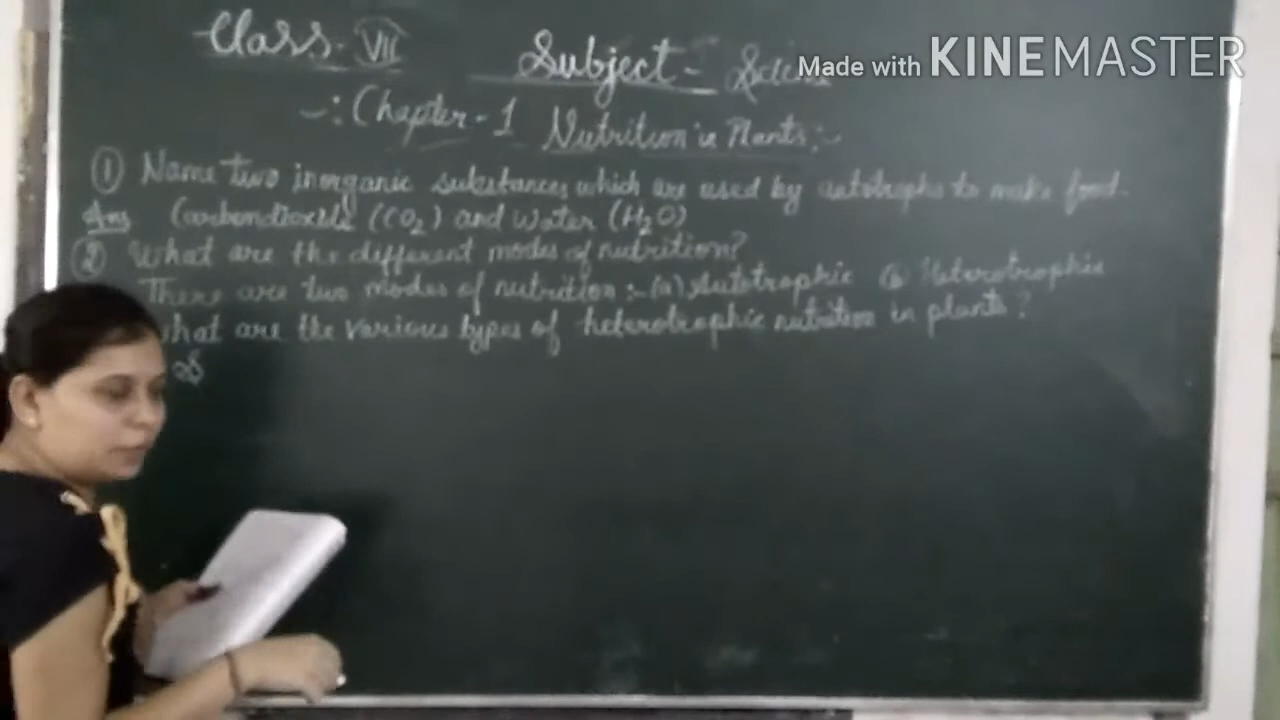 Class - VII Subject - Scien
Made with KINEMASTER
-: Chapter - 1 Nutrition in Plants :-
① Name two inorganic substances which are used by autotrophs to make food.
Ans Carbondioxide (CO₂) and Water (H₂O)
② What are the different modes of nutrition?
There are two modes of nutrition :- (a) Autotrophic (b) Heterotrophic
hat are the various types of heterotrophic nutrition in plants?